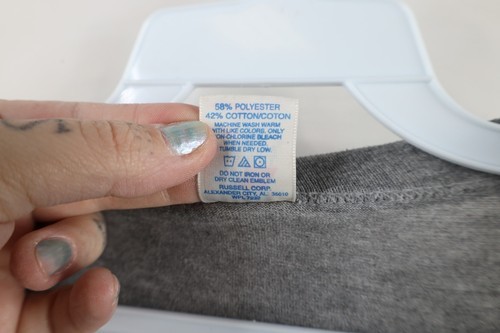 58% POLYESTER
42% COTTON/COTON
MACHINE WASH WARM
WITH LIKE COLORS. ONLY
NON-CHLORINE BLEACH
WHEN NEEDED.
TUMBLE DRY LOW.
DO NOT IRON OR
DRY CLEAN EMBLEM
RUSSELL CORP.
ALEXANDER CITY, AL. 35010